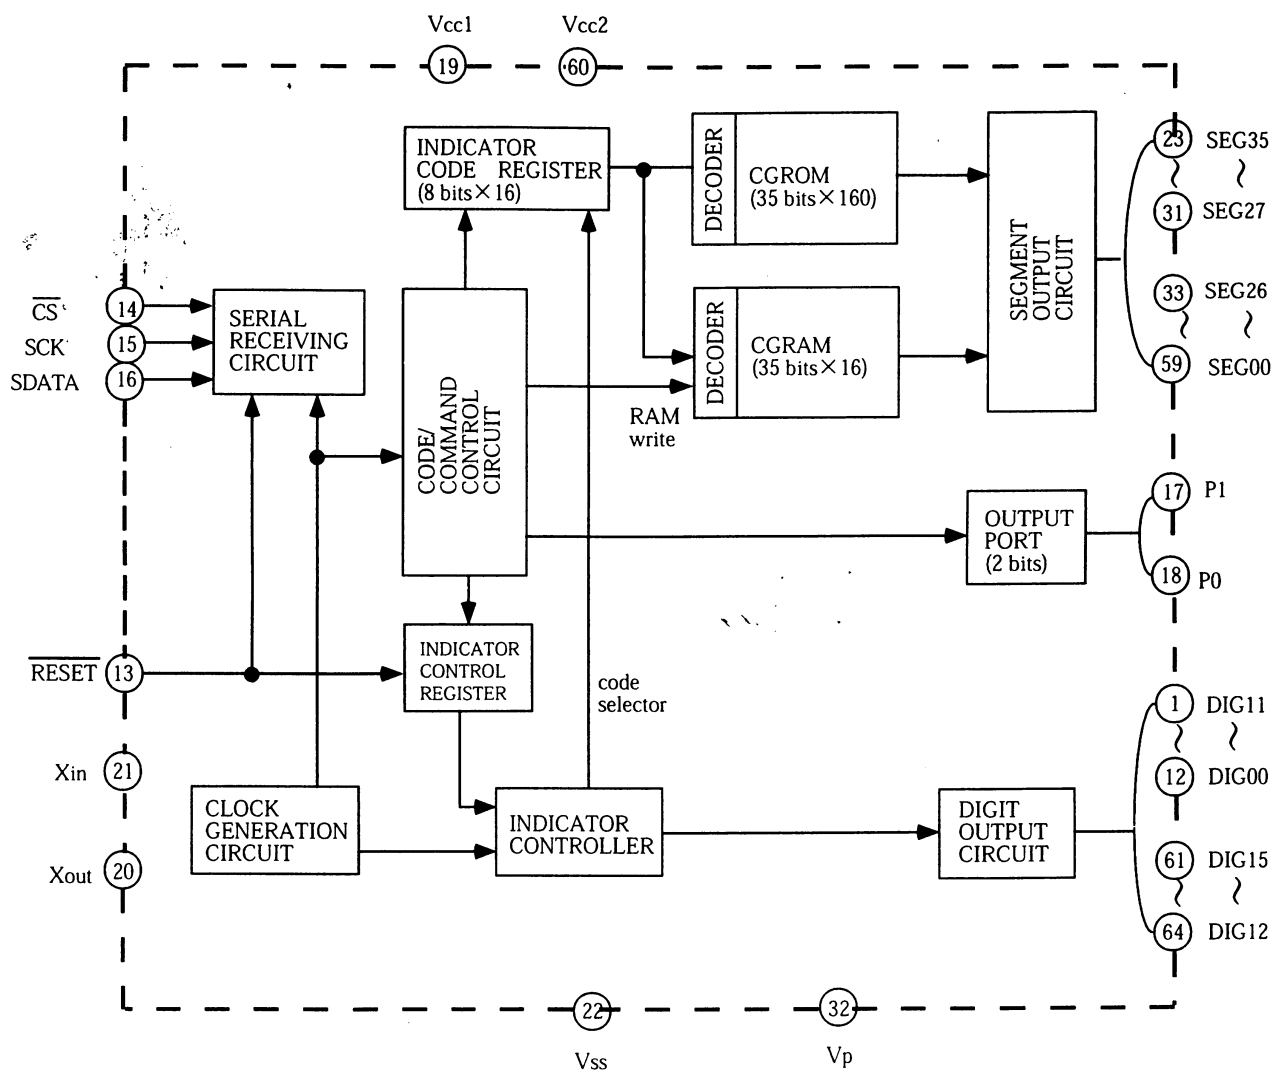 Vcc1
Vcc2
19
60
INDICATOR
CODE REGISTER
(8 bits×16)
DECODER
CGROM
(35 bits×160)
SEGMENT
OUTPUT
CIRCUIT
23
SEG35
31
SEG27
33
SEG26
59
SEG00
CS
14
SCK
15
SDATA
16
SERIAL
RECEIVING
CIRCUIT
CODE/
COMMAND
CONTROL
CIRCUIT
DECODER
CGRAM
(35 bits×16)
RAM
write
OUTPUT
PORT
(2 bits)
17
P1
18
P0
RESET
13
INDICATOR
CONTROL
REGISTER
code
selector
1
DIG11
12
DIG00
61
DIG15
64
DIG12
Xin
21
Xout
20
CLOCK
GENERATION
CIRCUIT
INDICATOR
CONTROLLER
DIGIT
OUTPUT
CIRCUIT
22
32
Vss
Vp